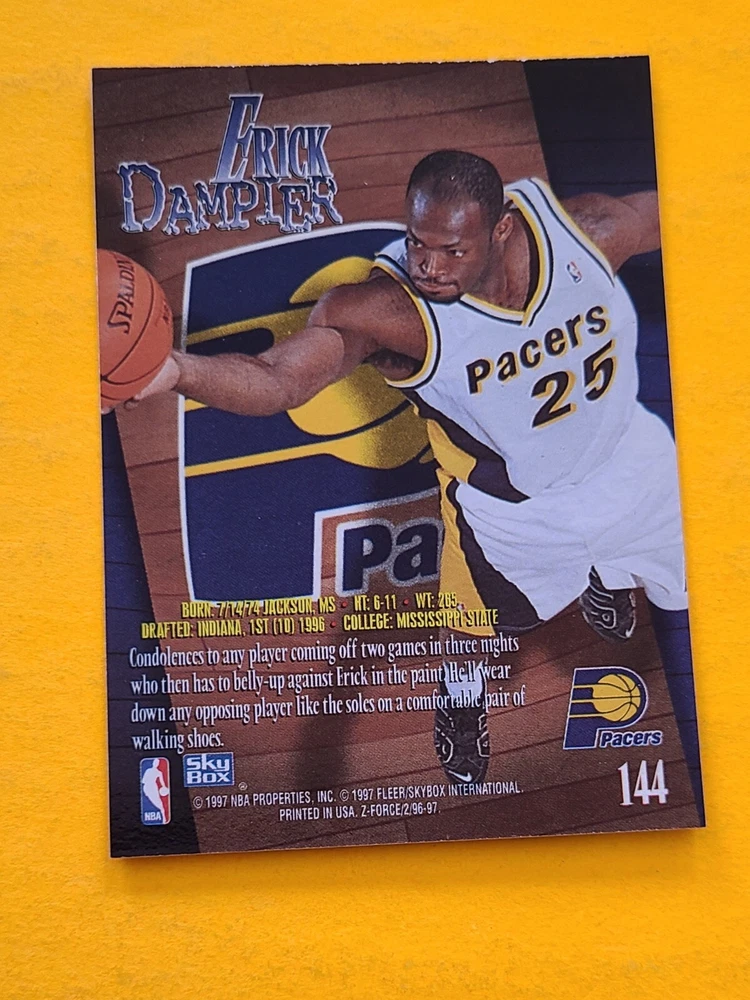 ERICK
DAMPIER
SPALDING
Pacers
25
Pa
BORN: 7/14/74 JACKSON, MS • HT: 6-11 • WT: 265
DRAFTED: INDIANA, 1ST (10) 1996 • COLLEGE: MISSISSIPPI STATE
Condolences to any player coming off two games in three nights
who then has to belly-up against Erick in the paint. He'll wear
down any opposing player like the soles on a comfortable pair of
walking shoes.
Pacers
NBA
Sky
Box
®
© 1997 NBA PROPERTIES, INC. © 1997 FLEER/SKYBOX INTERNATIONAL.
PRINTED IN USA. Z-FORCE/2/96-97.
144